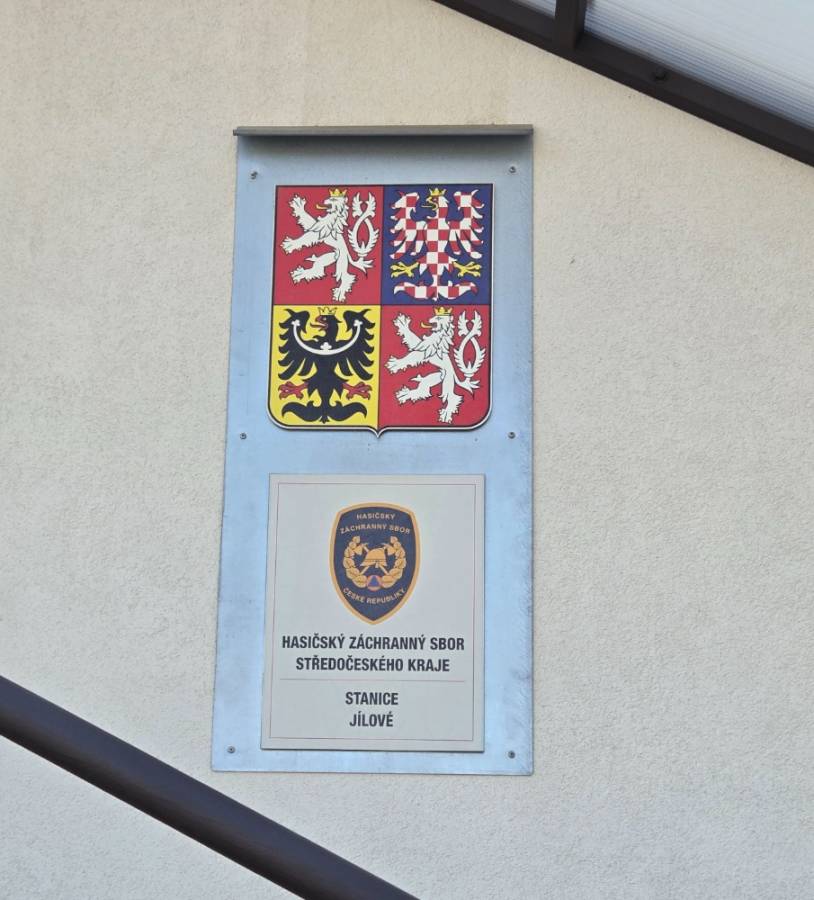 HASIČSKÝ
ZÁCHRANNÝ SBOR
ČESKÉ REPUBLIKY
HASIČSKÝ ZÁCHRANNÝ SBOR
STŘEDOČESKÉHO KRAJE
STANICE
JÍLOVÉ